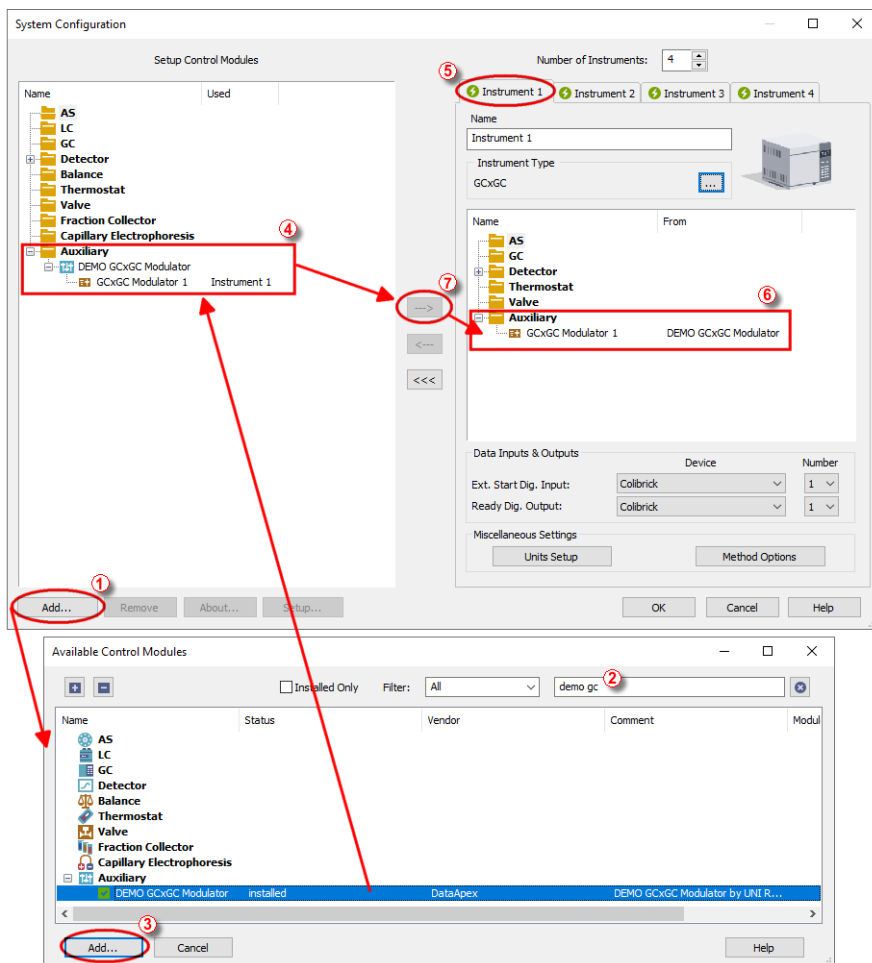 System Configuration
Setup Control Modules
Name Used
AS
LC
GC
Detector
Balance
Thermostat
Valve
Fraction Collector
Capillary Electrophoresis
4
Auxiliary
DEMO GCxGC Modulator
GCxGC Modulator 1 Instrument 1
1
Add... Remove About... Setup...
7
--->
<---
<<<
Number of Instruments: 4
5
Instrument 1 Instrument 2 Instrument 3 Instrument 4
Name
Instrument 1
Instrument Type
GCxGC ...
Name From
AS
GC
Detector
Thermostat
Valve
6
Auxiliary
GCxGC Modulator 1 DEMO GCxGC Modulator
Data Inputs & Outputs
Device Number
Ext. Start Dig. Input: Colibrick 1
Ready Dig. Output: Colibrick 1
Miscellaneous Settings
Units Setup Method Options
OK Cancel Help
Available Control Modules
Installed Only Filter: All demo gc 2
Name Status Vendor Comment Modul
AS
LC
GC
Detector
Balance
Thermostat
Valve
Fraction Collector
Capillary Electrophoresis
Auxiliary
DEMO GCxGC Modulator installed DataApex DEMO GCxGC Modulator by UNI R...
3
Add... Cancel Help